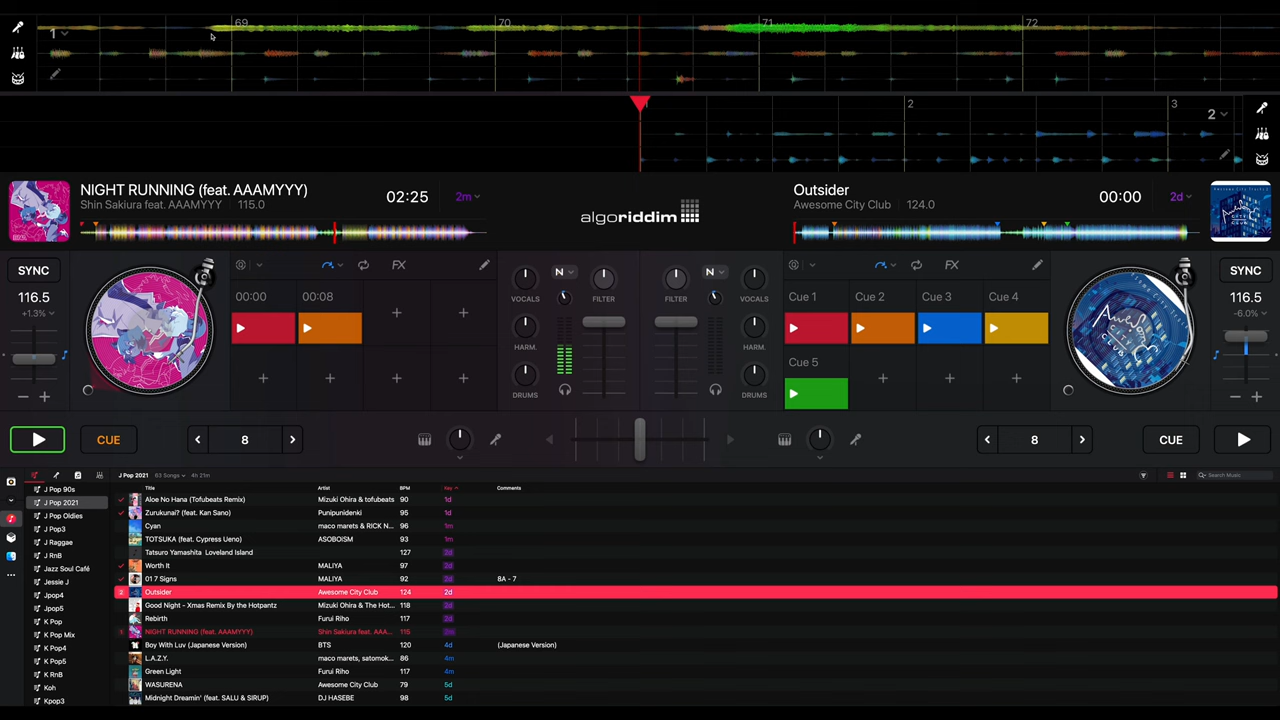 69 70 71 72
1
1 2 3
2
NIGHT RUNNING (feat. AAAMYYY)
Shin Sakiura feat. AAAMYYY 115.0
02:25 2m
algoriddim
Outsider
Awesome City Club 124.0
00:00 2d
SYNC
116.5
+1.3%
FX
00:00 00:08
VOCALS N FILTER
HARM.
DRUMS
FILTER N VOCALS
HARM.
DRUMS
FX
Cue 1 Cue 2 Cue 3 Cue 4
Cue 5
SYNC
116.5
-6.0%
CUE 8
8 CUE
J Pop 2021 63 Songs 4h 21m
Search Music
Title Artist BPM Key Comments
J Pop 90s
J Pop 2021
J Pop Oldies
J Pop3
J Raggae
J RnB
Jazz Soul Café
Jessie J
Jpop4
Jpop5
K Pop
K Pop Mix
K Pop4
K Pop5
K RnB
Koh
Kpop3
Aloe No Hana (Tofubeats Remix) Mizuki Ohira & tofubeats 90 1d
Zurukunai? (feat. Kan Sano) Punipunidenki 95 1d
Cyan maco marets & RICK N... 96 1m
TOTSUKA (feat. Cypress Ueno) ASOBOiSM 93 1m
Tatsuro Yamashita Loveland Island 127 2d
Worth It MALIYA 97 2d
01 7 Signs MALIYA 92 2d 8A - 7
2 Outsider Awesome City Club 124 2d
Good Night - Xmas Remix By the Hotpantz Mizuki Ohira & The Hot... 118 2d
Rebirth Furui Riho 117 2d
1 NIGHT RUNNING (feat. AAAMYYY) Shin Sakiura feat. AAA... 115 2m
Boy With Luv (Japanese Version) BTS 120 4d (Japanese Version)
L.A.Z.Y. maco marets, satomok... 86 4m
Green Light Furui Riho 117 4m
WASURENA Awesome City Club 79 5d
Midnight Dreamin' (feat. SALU & SIRUP) DJ HASEBE 98 5d